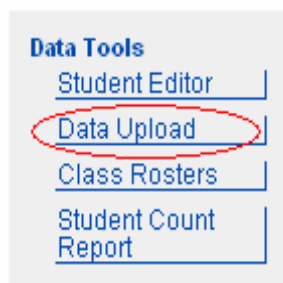 Data Tools
Student Editor
Data Upload
Class Rosters
Student Count
Report